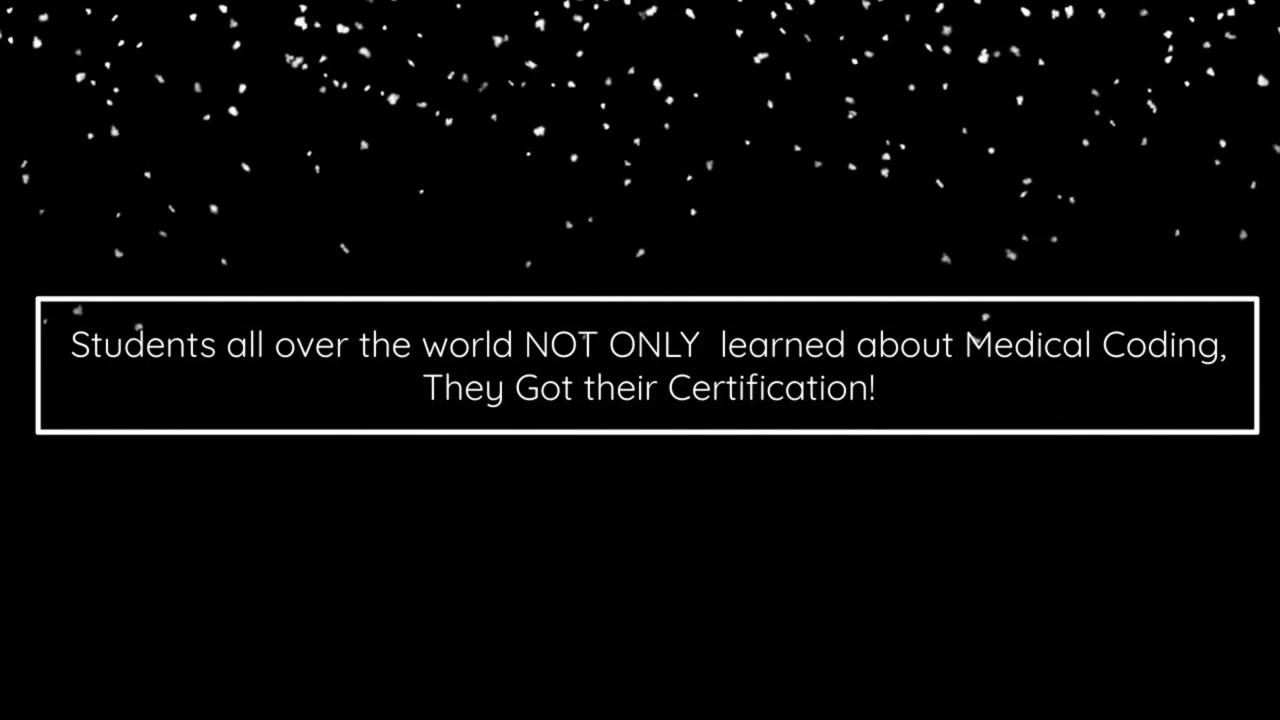 Students all over the world NOT ONLY  learned about Medical Coding,
They Got their Certification!